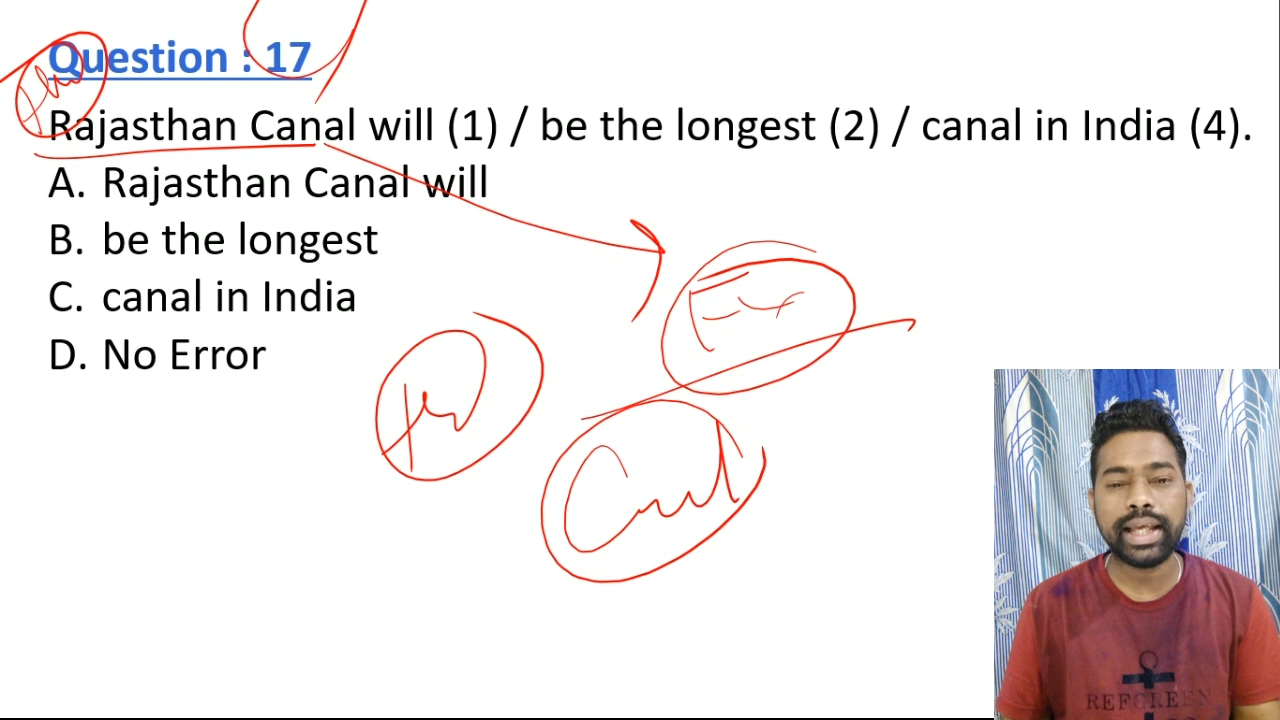 Question : 17
Rajasthan Canal will (1) / be the longest (2) / canal in India (4).
A. Rajasthan Canal will
B. be the longest
C. canal in India
D. No Error
REFGREEN